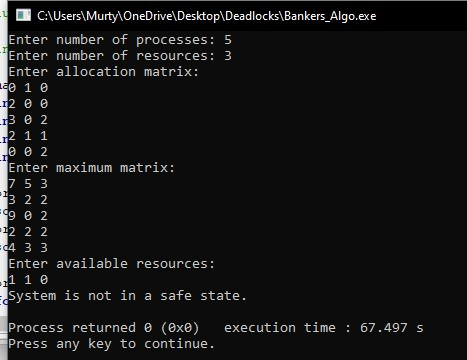 C:\Users\Murty\OneDrive\Desktop\Deadlocks\Bankers_Algo.exe
Enter number of processes: 5
Enter number of resources: 3
Enter allocation matrix:
0 1 0
2 0 0
3 0 2
2 1 1
0 0 2
Enter maximum matrix:
7 5 3
3 2 2
9 0 2
2 2 2
4 3 3
Enter available resources:
1 1 0
System is not in a safe state.
Process returned 0 (0x0)   execution time : 67.497 s
Press any key to continue.